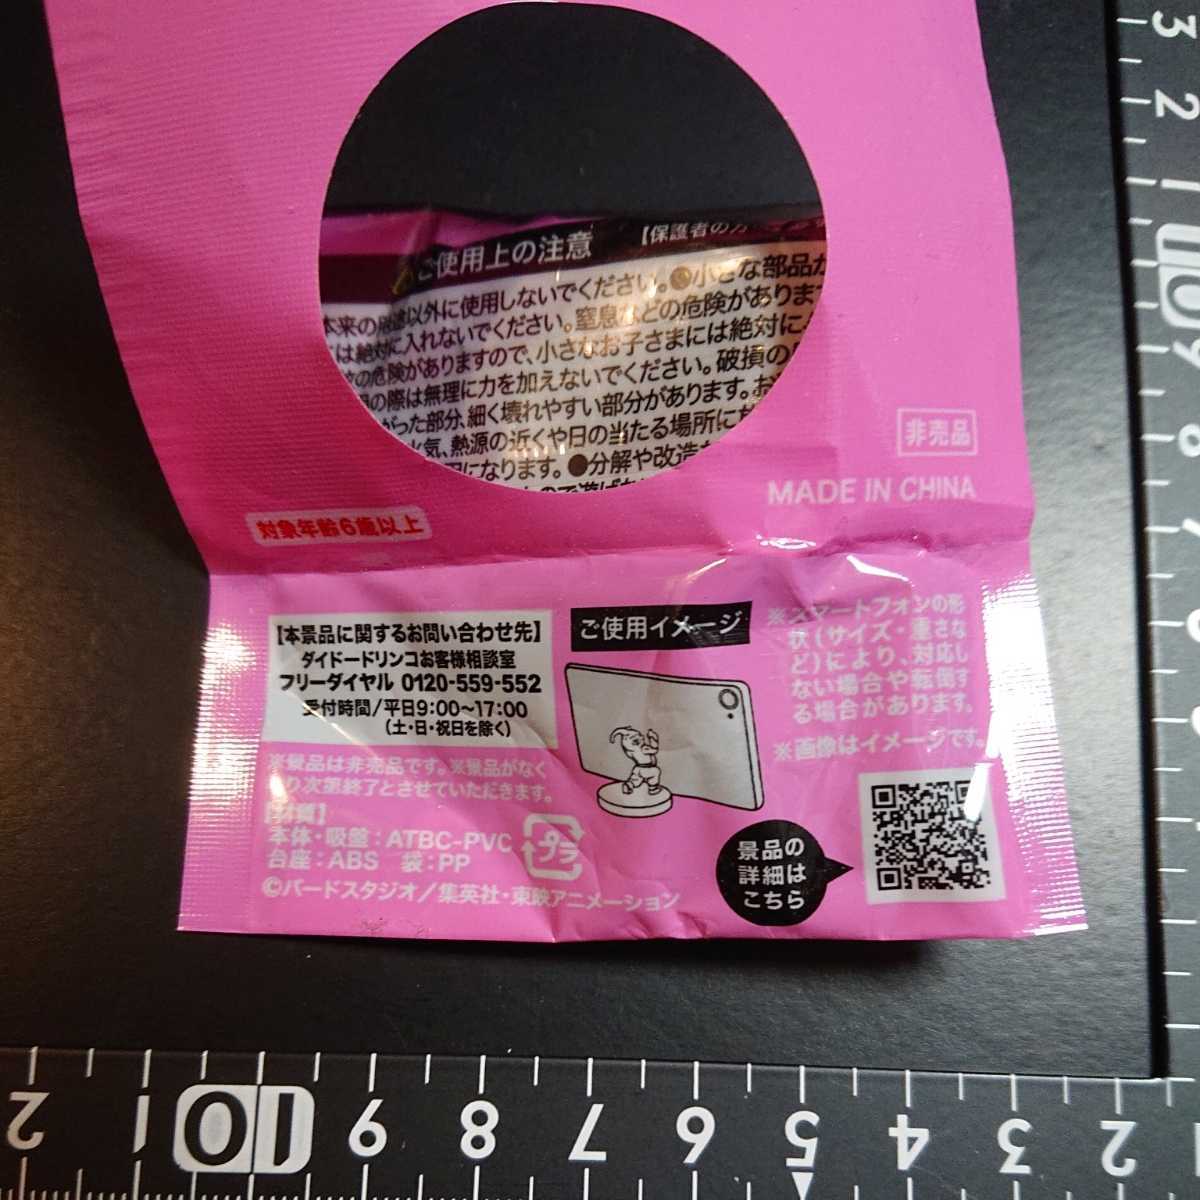 ご使用上の注意
【保護者の方
以外に使用しないでください。●小さな部品が
は絶対に入れないでください。窒息などの危険があります
の危険がありますので、小さなお子さまには絶対に
の際は無理に力を加えないでください。破損の
がった部分、細く壊れやすい部分があります。お
火気、熱源の近くや日の当たる場所に
になります。●分解や改造
非売品
MADE IN CHINA
対象年齢6歳以上
【本景品に関するお問い合わせ先】
ダイドードリンコお客様相談室
フリーダイヤル 0120-559-552
受付時間/平日9:00〜17:00
(土・日・祝日を除く)
※景品は非売品です。※景品がなく
り次第終了とさせていただきます。
【材質】
本体・吸盤:ATBC-PVC
台座:ABS 袋:PP
プラ
©バードスタジオ/集英社・東映アニメーション
ご使用イメージ
※スマートフォンの形
状(サイズ・重さな
ど)により、対応し
ない場合や転倒す
る場合があります。
※画像はイメージです。
景品の
詳細は
こちら
3
2
1
10
9
8
7
2
1
10
9
8
7
6
5
4
3
2
1